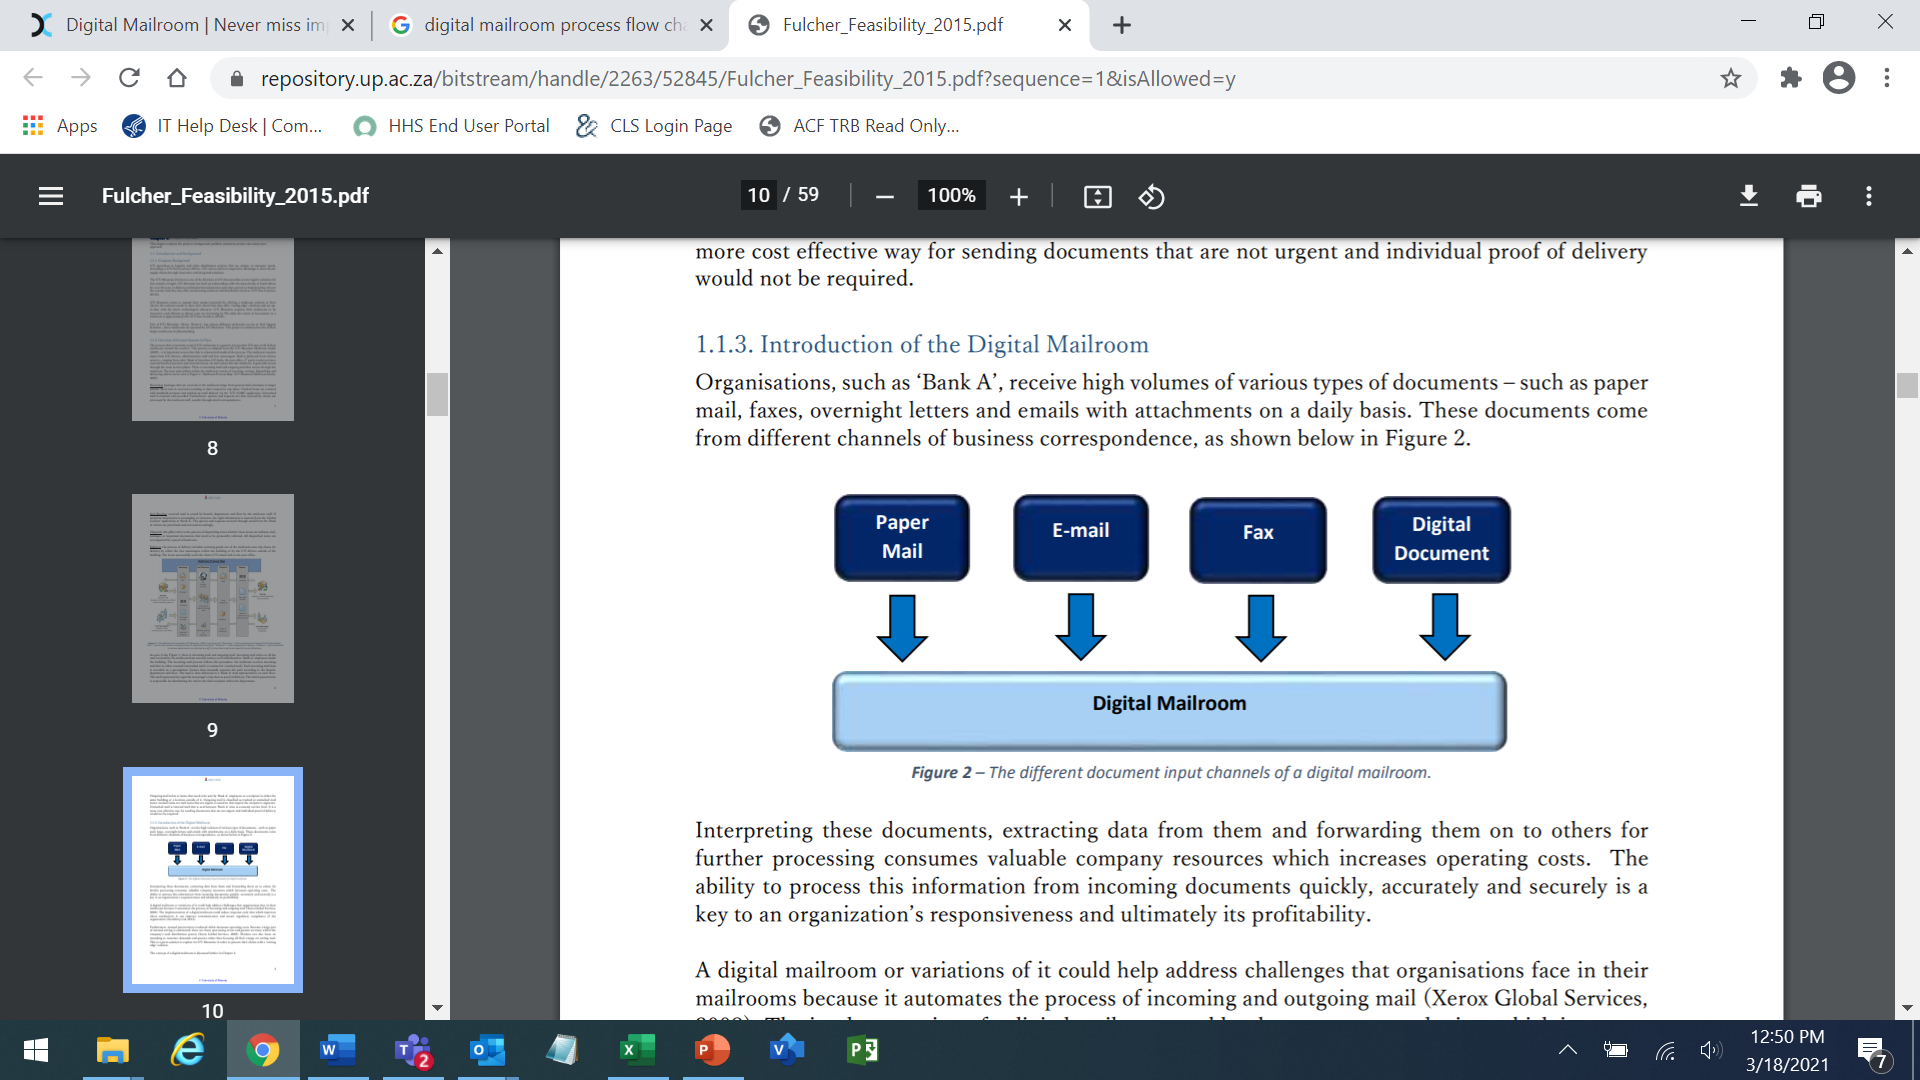 Digital Mailroom | Never miss im
digital mailroom process flow cha
Fulcher_Feasibility_2015.pdf
repository.up.ac.za/bitstream/handle/2263/52845/Fulcher_Feasibility_2015.pdf?sequence=1&isAllowed=y
Apps
IT Help Desk | Com...
HHS End User Portal
CLS Login Page
ACF TRB Read Only...
Fulcher_Feasibility_2015.pdf
10 / 59
100%
8
9
10
more cost effective way for sending documents that are not urgent and individual proof of delivery
would not be required.
1.1.3. Introduction of the Digital Mailroom
Organisations, such as ‘Bank A’, receive high volumes of various types of documents – such as paper
mail, faxes, overnight letters and emails with attachments on a daily basis. These documents come
from different channels of business correspondence, as shown below in Figure 2.
Paper
Mail
E-mail
Fax
Digital
Document
Digital Mailroom
Figure 2 – The different document input channels of a digital mailroom.
Interpreting these documents, extracting data from them and forwarding them on to others for
further processing consumes valuable company resources which increases operating costs. The
ability to process this information from incoming documents quickly, accurately and securely is a
key to an organization’s responsiveness and ultimately its profitability.
A digital mailroom or variations of it could help address challenges that organisations face in their
mailrooms because it automates the process of incoming and outgoing mail (Xerox Global Services,
12:50 PM
3/18/2021
2
7